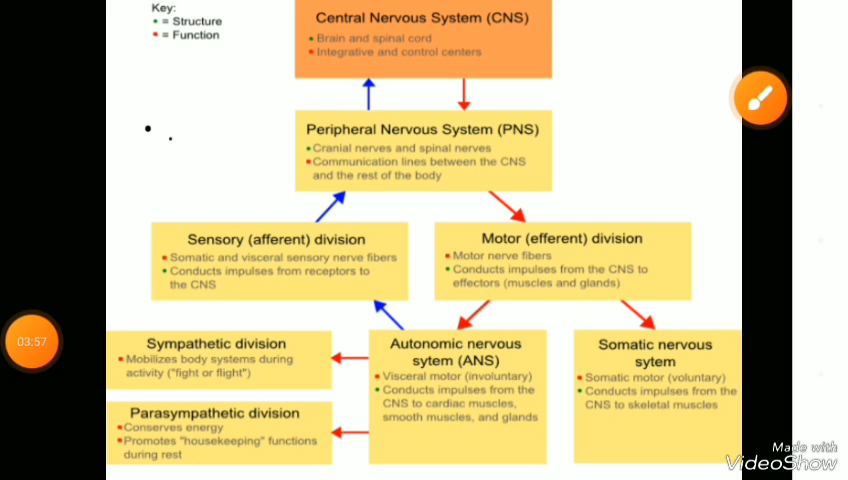 Key:
= Structure
= Function
Central Nervous System (CNS)
Brain and spinal cord
Integrative and control centers
Peripheral Nervous System (PNS)
Cranial nerves and spinal nerves
Communication lines between the CNS
and the rest of the body
Sensory (afferent) division
Somatic and visceral sensory nerve fibers
Conducts impulses from receptors to
the CNS
Motor (efferent) division
Motor nerve fibers
Conducts impulses from the CNS to
effectors (muscles and glands)
03:57
Sympathetic division
Mobilizes body systems during
activity ("fight or flight")
Parasympathetic division
Conserves energy
Promotes "housekeeping" functions
during rest
Autonomic nervous
sytem (ANS)
Visceral motor (involuntary)
Conducts impulses from the
CNS to cardiac muscles,
smooth muscles, and glands
Somatic nervous
sytem
Somatic motor (voluntary)
Conducts impulses from the
CNS to skeletal muscles
Made with
VideoShow